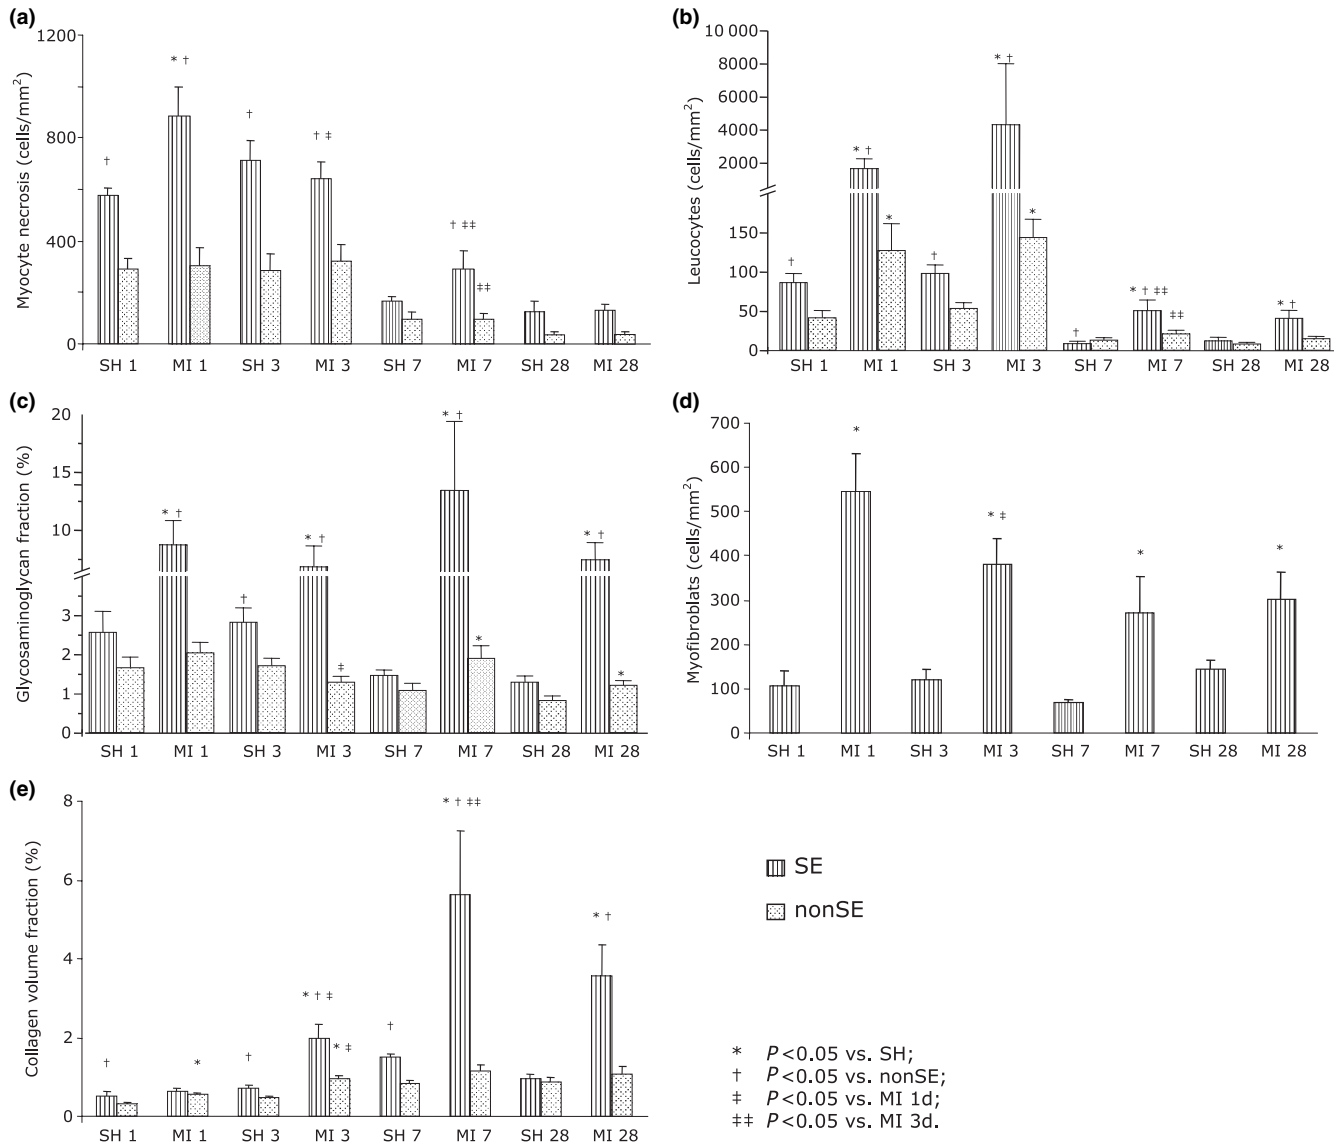 (a)
Myocyte necrosis (cells/mm²)
1200
800
400
0
* †
†
†
† ‡
† ‡‡
‡‡
SH 1 MI 1 SH 3 MI 3 SH 7 MI 7 SH 28 MI 28
(b)
Leucocytes (cells/mm²)
10 000
8000
6000
4000
2000
150
100
50
0
* †
* †
*
*
†
†
* † ‡‡
‡‡
†
* †
SH 1 MI 1 SH 3 MI 3 SH 7 MI 7 SH 28 MI 28
(c)
Glycosaminoglycan fraction (%)
20
15
10
3
2
1
0
* †
* †
* †
* †
†
*
‡
*
SH 1 MI 1 SH 3 MI 3 SH 7 MI 7 SH 28 MI 28
(d)
Myofibroblats (cells/mm²)
700
600
500
400
300
200
100
0
*
* ‡
*
*
SH 1 MI 1 SH 3 MI 3 SH 7 MI 7 SH 28 MI 28
(e)
Collagen volume fraction (%)
8
6
4
2
0
* † ‡‡
* †
* † ‡
†
* ‡
†
*
†
SH 1 MI 1 SH 3 MI 3 SH 7 MI 7 SH 28 MI 28
SE
nonSE
* P<0.05 vs. SH;
† P<0.05 vs. nonSE;
‡ P<0.05 vs. MI 1d;
‡‡ P<0.05 vs. MI 3d.